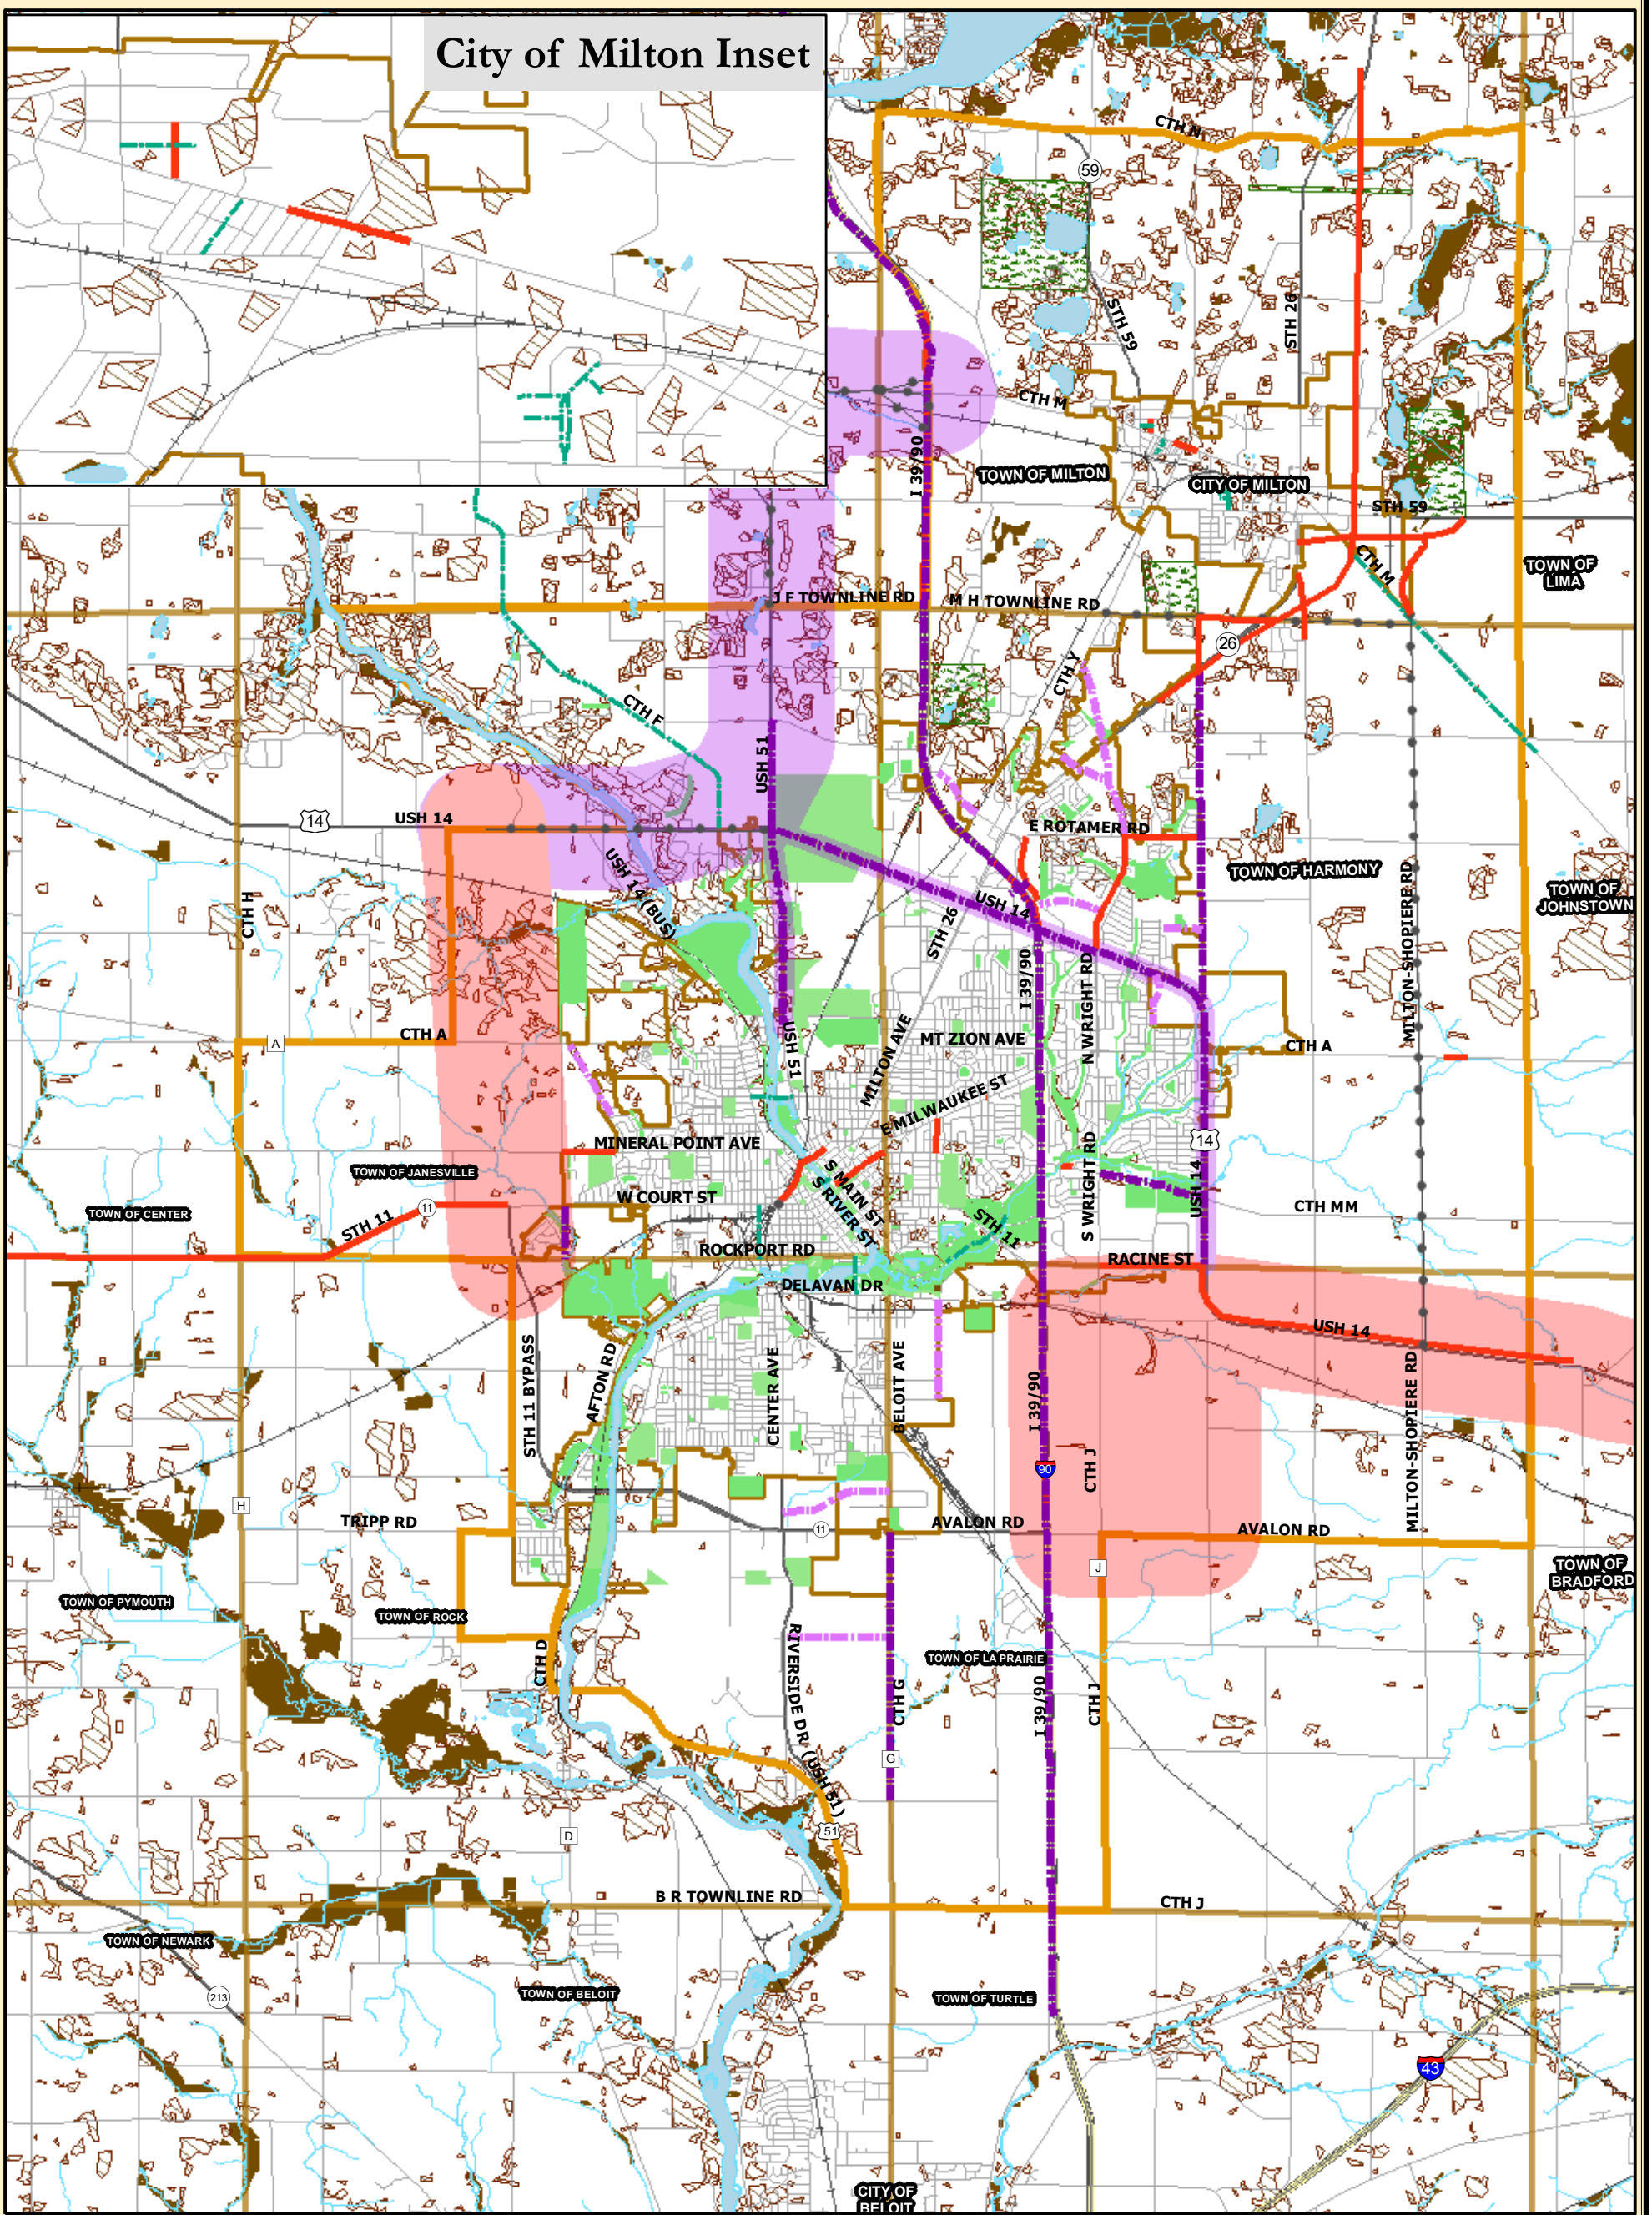 City of Milton Inset
CTH N
59
STH 59
STH 26
CTH M
I 39/90
TOWN OF MILTON
CITY OF MILTON
STH 59
CTH M
TOWN OF
LIMA
J F TOWNLINE RD
M H TOWNLINE RD
26
CTH Y
CTH F
USH 51
14
USH 14
E ROTAMER RD
TOWN OF HARMONY
USH 14 (BUS)
USH 14
STH 26
CTH H
MILTON-SHOPIERE RD
TOWN OF
JOHNSTOWN
I 39/90
N WRIGHT RD
A
CTH A
USH 51
MILTON AVE
MT ZION AVE
CTH A
E MILWAUKEE ST
MINERAL POINT AVE
14
TOWN OF JANESVILLE
S MAIN ST
S RIVER ST
S WRIGHT RD
USH 14
W COURT ST
TOWN OF CENTER
STH 11
11
STH 11
CTH MM
ROCKPORT RD
RACINE ST
DELAVAN DR
USH 14
STH 11 BYPASS
AFTON RD
CENTER AVE
BELOIT AVE
I 39/90
MILTON-SHOPIERE RD
90
CTH J
H
TRIPP RD
11
AVALON RD
AVALON RD
J
TOWN OF
BRADFORD
TOWN OF PYMOUTH
TOWN OF ROCK
CTH D
RIVERSIDE DR (USH 51)
TOWN OF LA PRAIRIE
CTH G
I 39/90
CTH J
G
51
D
B R TOWNLINE RD
CTH J
TOWN OF NEWARK
213
TOWN OF BELOIT
TOWN OF TURTLE
43
CITY OF
BELOIT